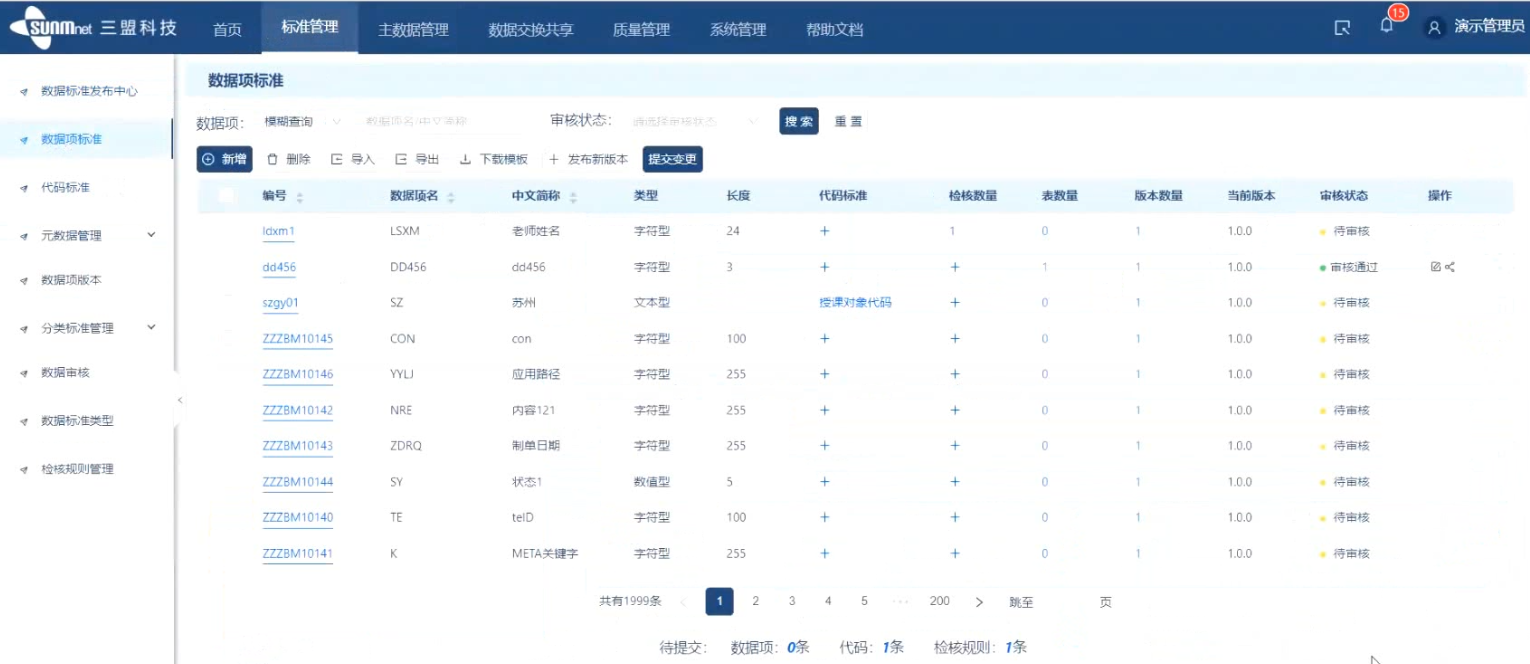 sunmnet 三盟科技 首页 标准管理 主数据管理 数据交换共享 质量管理 系统管理 帮助文档 15 演示管理员
数据标准发布中心
数据项标准
代码标准
元数据管理
数据项版本
分类标准管理
数据审核
数据标准类型
检核规则管理
数据项标准
数据项: 模糊查询 数据项名/中文简称 审核状态: 请选择审核状态 搜索 重置
新增 删除 导入 导出 下载模板 发布新版本 提交变更
编号 数据项名 中文简称 类型 长度 代码标准 检核数量 表数量 版本数量 当前版本 审核状态 操作
ldxm1 LSXM 老师姓名 字符型 24 + 1 0 1 1.0.0 待审核
dd456 DD456 dd456 字符型 3 + + 1 1 1.0.0 审核通过
szgy01 SZ 苏州 文本型 授课对象代码 + 0 1 1.0.0 待审核
ZZZBM10145 CON con 字符型 100 + + 0 1 1.0.0 待审核
ZZZBM10146 YYLJ 应用路径 字符型 255 + + 0 1 1.0.0 待审核
ZZZBM10142 NRE 内容121 字符型 255 + + 0 1 1.0.0 待审核
ZZZBM10143 ZDRQ 制单日期 字符型 255 + + 0 1 1.0.0 待审核
ZZZBM10144 SY 状态1 数值型 5 + + 0 1 1.0.0 待审核
ZZZBM10140 TE teID 字符型 100 + + 0 1 1.0.0 待审核
ZZZBM10141 K META关键字 字符型 255 + + 0 1 1.0.0 待审核
共有1999条 < 1 2 3 4 5 ··· 200 > 跳至 页
待提交: 数据项: 0条 代码: 1条 检核规则: 1条